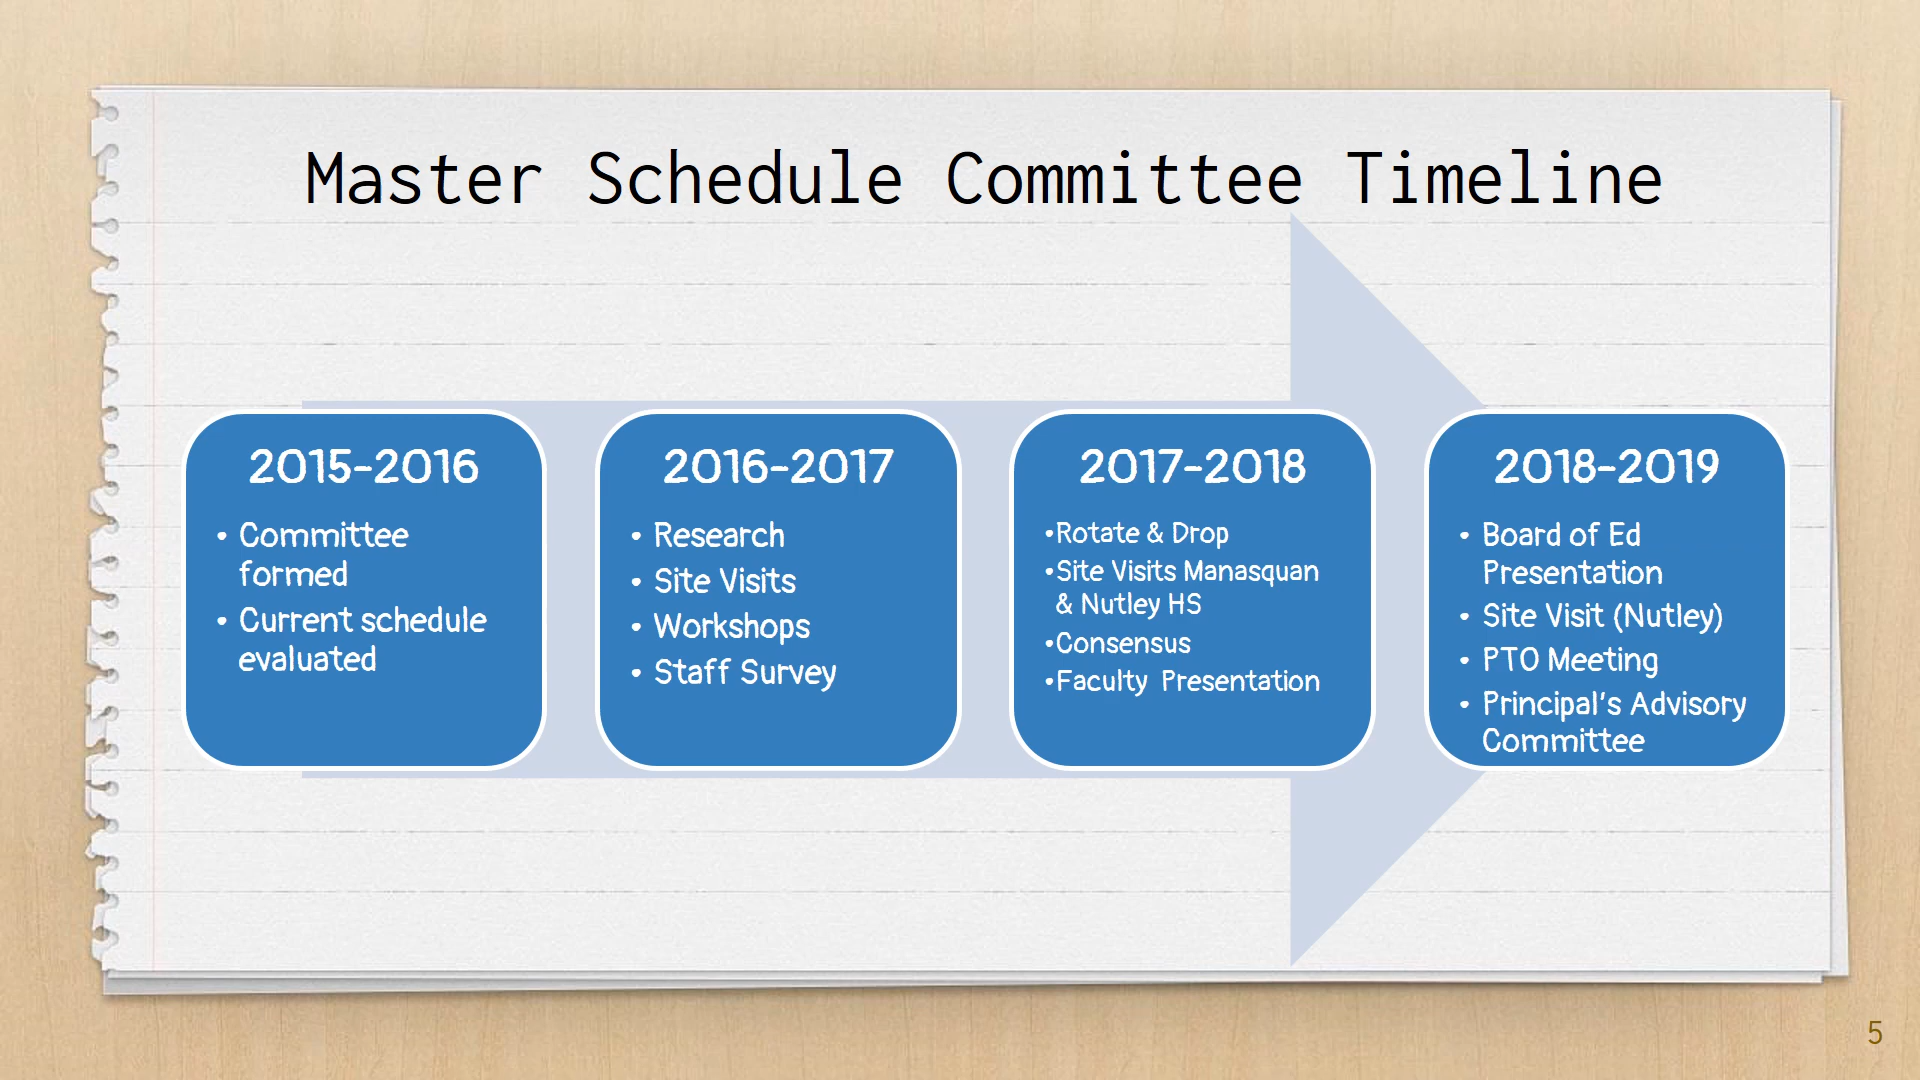 Master Schedule Committee Timeline
2015-2016
• Committee
formed
• Current schedule
evaluated
2016-2017
• Research
• Site Visits
• Workshops
• Staff Survey
2017-2018
•Rotate & Drop
•Site Visits Manasquan
& Nutley HS
•Consensus
•Faculty Presentation
2018-2019
• Board of Ed
Presentation
• Site Visit (Nutley)
• PTO Meeting
• Principal's Advisory
Committee
5